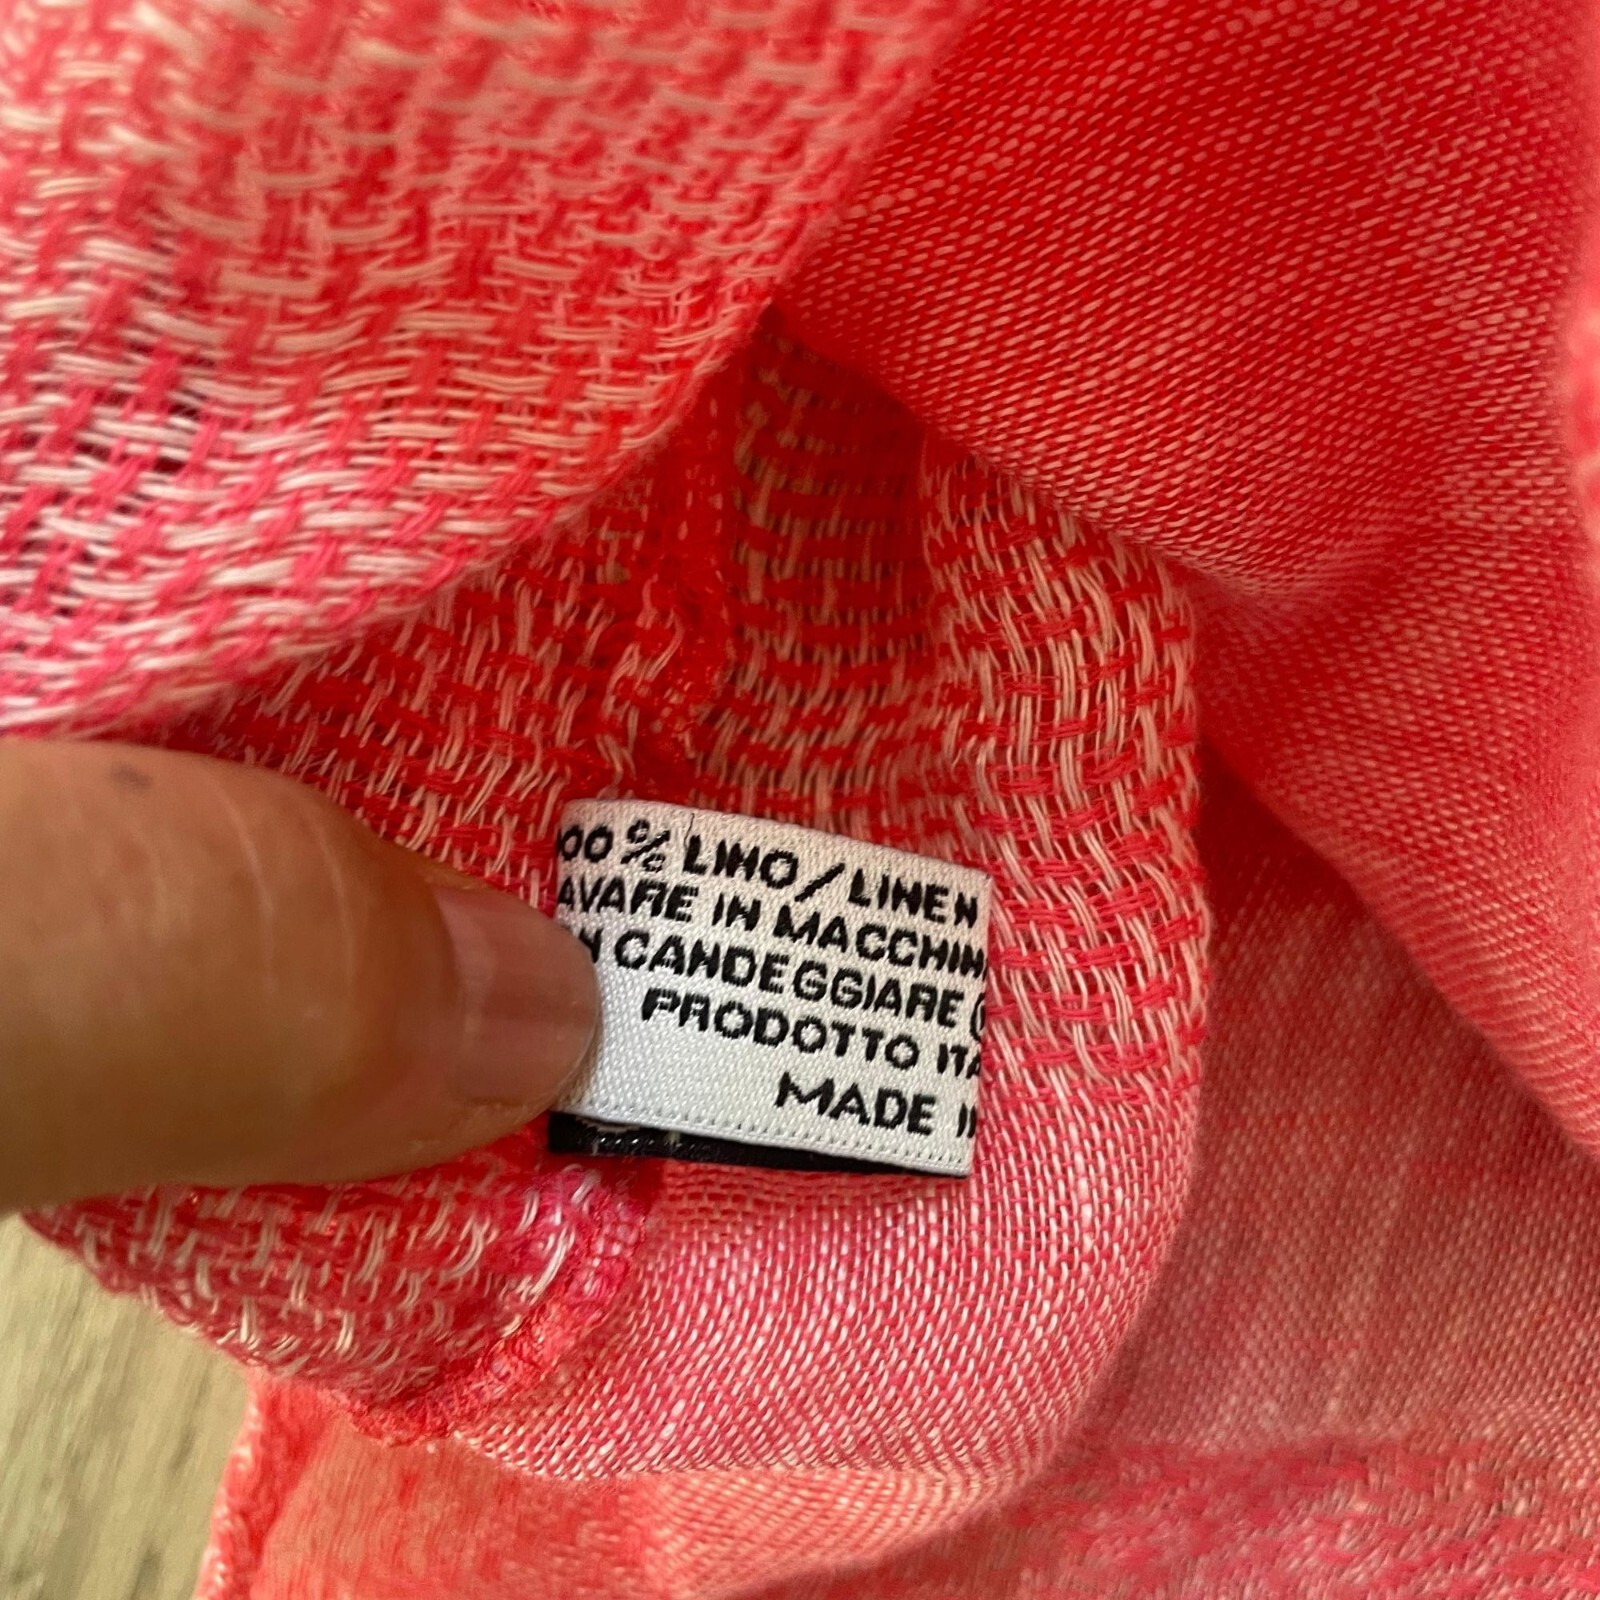 00 % LINO/LINEN
AVARE IN MACCHIN
N CANDEGGIARE (
PRODOTTO ITA
MADE I